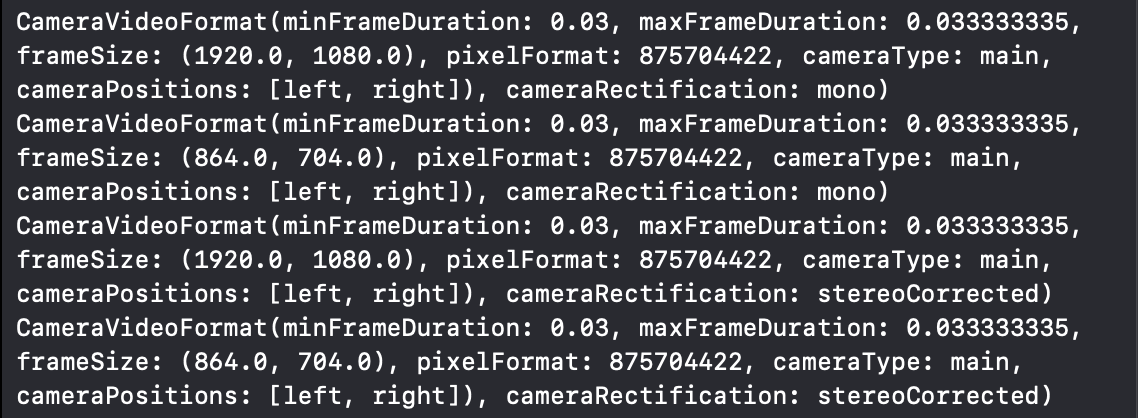 CameraVideoFormat(minFrameDuration: 0.03, maxFrameDuration: 0.033333335,
frameSize: (1920.0, 1080.0), pixelFormat: 875704422, cameraType: main,
cameraPositions: [left, right]), cameraRectification: mono)
CameraVideoFormat(minFrameDuration: 0.03, maxFrameDuration: 0.033333335,
frameSize: (864.0, 704.0), pixelFormat: 875704422, cameraType: main,
cameraPositions: [left, right]), cameraRectification: mono)
CameraVideoFormat(minFrameDuration: 0.03, maxFrameDuration: 0.033333335,
frameSize: (1920.0, 1080.0), pixelFormat: 875704422, cameraType: main,
cameraPositions: [left, right]), cameraRectification: stereoCorrected)
CameraVideoFormat(minFrameDuration: 0.03, maxFrameDuration: 0.033333335,
frameSize: (864.0, 704.0), pixelFormat: 875704422, cameraType: main,
cameraPositions: [left, right]), cameraRectification: stereoCorrected)